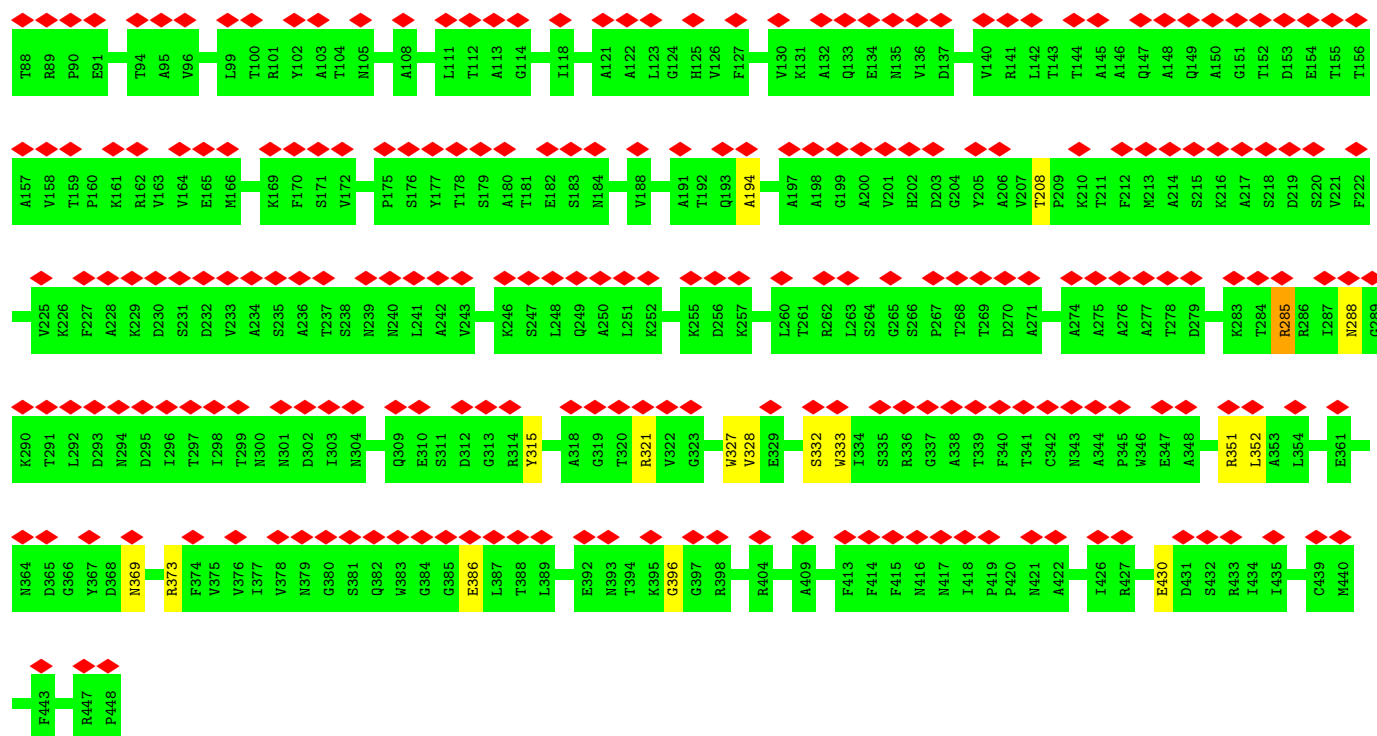 T88 R89 P90 E91 T94 A95 V96 L99 T100 R101 Y102 A103 T104 N105 A108 L111 T112 A113 G114 I118 A121 A122 L123 G124 H125 V126 F127 V130 K131 A132 Q133 E134 N135 V136 D137 V140 R141 L142 T143 T144 A145 A146 Q147 A148 Q149 A150 G151 T152 D153 E154 T155 T156
A157 V158 T159 P160 K161 R162 V163 V164 E165 M166 K169 F170 S171 V172 P175 S176 Y177 T178 S179 A180 T181 E182 S183 N184 V188 A191 T192 Q193 A194 A197 A198 G199 A200 V201 H202 D203 G204 Y205 A206 V207 T208 P209 K210 T211 F212 M213 A214 S215 K216 A217 S218 D219 S220 V221 F222
V225 K226 F227 A228 K229 D230 S231 D232 V233 A234 S235 A236 T237 S238 N239 N240 L241 A242 V243 K246 S247 L248 Q249 A250 L251 K252 K255 D256 K257 L260 T261 R262 L263 S264 G265 S266 P267 T268 T269 D270 A271 A274 A275 A276 A277 T278 D279 K283 T284 R285 R286 I287 N288 G289
K290 T291 L292 D293 N294 D295 I296 T297 I298 T299 N300 N301 D302 I303 N304 Q309 E310 S311 D312 G313 R314 Y315 A318 G319 T320 R321 V322 G323 W327 V328 E329 S332 W333 I334 S335 R336 G337 A338 T339 F340 T341 C342 N343 A344 P345 W346 E347 A348 R351 L352 A353 L354 E361
N364 D365 G366 Y367 D368 N369 R373 F374 V375 V376 I377 V378 N379 G380 S381 Q382 W383 G384 G385 E386 L387 T388 L389 E392 N393 T394 K395 G396 G397 R398 R404 A409 F413 F414 F415 N416 N417 I418 P419 P420 N421 A422 I426 R427 E430 D431 S432 R433 I434 I435 C439 M440
F443 R447 P448